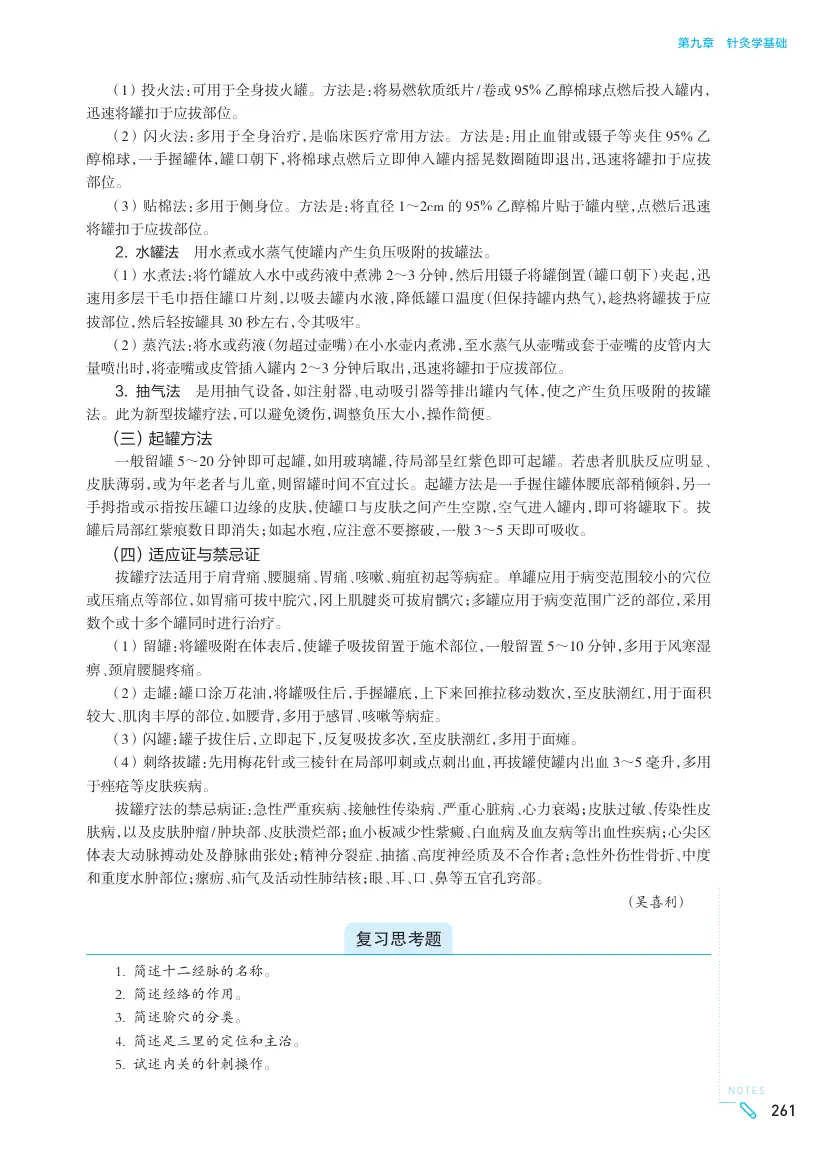 第九章 针灸学基础
（1）投火法：可用于全身拔火罐。方法是：将易燃软质纸片/卷或 95% 乙醇棉球点燃后投入罐内，
迅速将罐扣于应拔部位。
（2）闪火法：多用于全身治疗，是临床医疗常用方法。方法是：用止血钳或镊子等夹住 95% 乙
醇棉球，一手握罐体，罐口朝下，将棉球点燃后立即伸入罐内摇晃数圈随即退出，迅速将罐扣于应拔
部位。
（3）贴棉法：多用于侧身位。方法是：将直径 1～2cm 的 95% 乙醇棉片贴于罐内壁，点燃后迅速
将罐扣于应拔部位。
2. 水罐法 用水煮或水蒸气使罐内产生负压吸附的拔罐法。
（1）水煮法：将竹罐放入水中或药液中煮沸 2～3 分钟，然后用镊子将罐倒置（罐口朝下）夹起，迅
速用多层干毛巾捂住罐口片刻，以吸去罐内水液，降低罐口温度（但保持罐内热气），趁热将罐拔于应
拔部位，然后轻按罐具 30 秒左右，令其吸牢。
（2）蒸汽法：将水或药液（勿超过壶嘴）在小水壶内煮沸，至水蒸气从壶嘴或套于壶嘴的皮管内大
量喷出时，将壶嘴或皮管插入罐内 2～3 分钟后取出，迅速将罐扣于应拔部位。
3. 抽气法 是用抽气设备，如注射器、电动吸引器等排出罐内气体，使之产生负压吸附的拔罐
法。此为新型拔罐疗法，可以避免烫伤，调整负压大小，操作简便。
（三）起罐方法
一般留罐 5～20 分钟即可起罐，如用玻璃罐，待局部呈红紫色即可起罐。若患者肌肤反应明显、
皮肤薄弱，或为年老者与儿童，则留罐时间不宜过长。起罐方法是一手握住罐体腰底部稍倾斜，另一
手拇指或示指按压罐口边缘的皮肤，使罐口与皮肤之间产生空隙，空气进入罐内，即可将罐取下。拔
罐后局部红紫痕数日即消失；如起水疱，应注意不要擦破，一般 3～5 天即可吸收。
（四）适应证与禁忌证
拔罐疗法适用于肩背痛、腰腿痛、胃痛、咳嗽、痈疽初起等病症。单罐应用于病变范围较小的穴位
或压痛点等部位，如胃痛可拔中脘穴，冈上肌腱炎可拔肩髃穴；多罐应用于病变范围广泛的部位，采用
数个或十多个罐同时进行治疗。
（1）留罐：将罐吸附在体表后，使罐子吸拔留置于施术部位，一般留置 5～10 分钟，多用于风寒湿
痹、颈肩腰腿疼痛。
（2）走罐：罐口涂万花油，将罐吸住后，手握罐底，上下来回推拉移动数次，至皮肤潮红，用于面积
较大、肌肉丰厚的部位，如腰背，多用于感冒、咳嗽等病症。
（3）闪罐：罐子拔住后，立即起下，反复吸拔多次，至皮肤潮红，多用于面瘫。
（4）刺络拔罐：先用梅花针或三棱针在局部叩刺或点刺出血，再拔罐使罐内出血 3～5 毫升，多用
于痤疮等皮肤疾病。
拔罐疗法的禁忌病证：急性严重疾病、接触性传染病、严重心脏病、心力衰竭；皮肤过敏、传染性皮
肤病，以及皮肤肿瘤/肿块部、皮肤溃烂部；血小板减少性紫癜、白血病及血友病等出血性疾病；心尖区
体表大动脉搏动处及静脉曲张处；精神分裂症、抽搐、高度神经质及不合作者；急性外伤性骨折、中度
和重度水肿部位；瘰疬、疝气及活动性肺结核；眼、耳、口、鼻等五官孔窍部。
（吴喜利）
复习思考题
1. 简述十二经脉的名称。
2. 简述经络的作用。
3. 简述腧穴的分类。
4. 简述足三里的定位和主治。
5. 试述内关的针刺操作。
NOTES
261